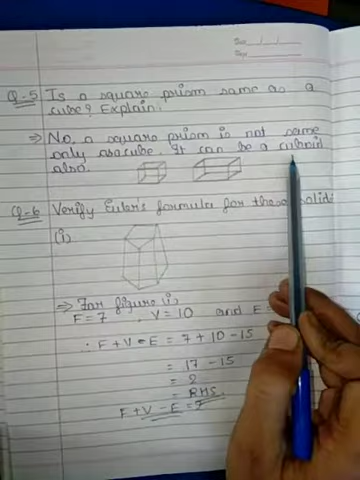 Date / /
Page
Q-5 Is a square prism same as a
cube? Explain.
⇒ No, a square prism is not same
only as a cube. It can be a cuboid
also.
Q-6 Verify Euler's formula for these solids
(i)
⇒ For figure (i)
F = 7 , V = 10 and E =
∴ F + V - E = 7 + 10 - 15
= 17 - 15
= 2
= RHS.
F + V - E = 2